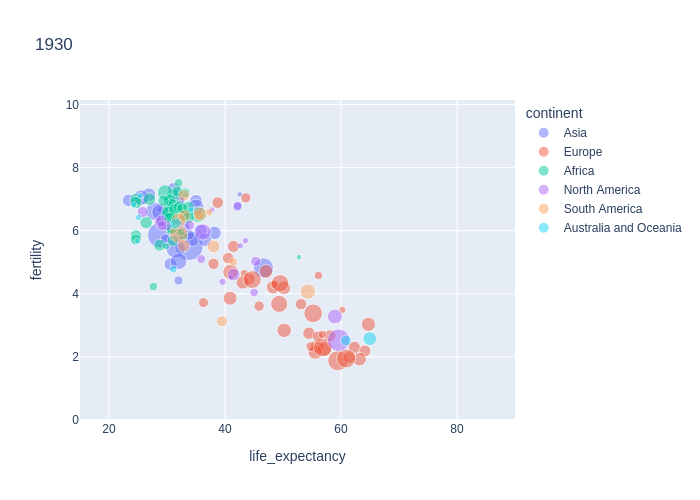 1930
continent
Asia
Europe
Africa
North America
South America
Australia and Oceania
10
8
6
4
2
0
fertility
20 40 60 80
life_expectancy